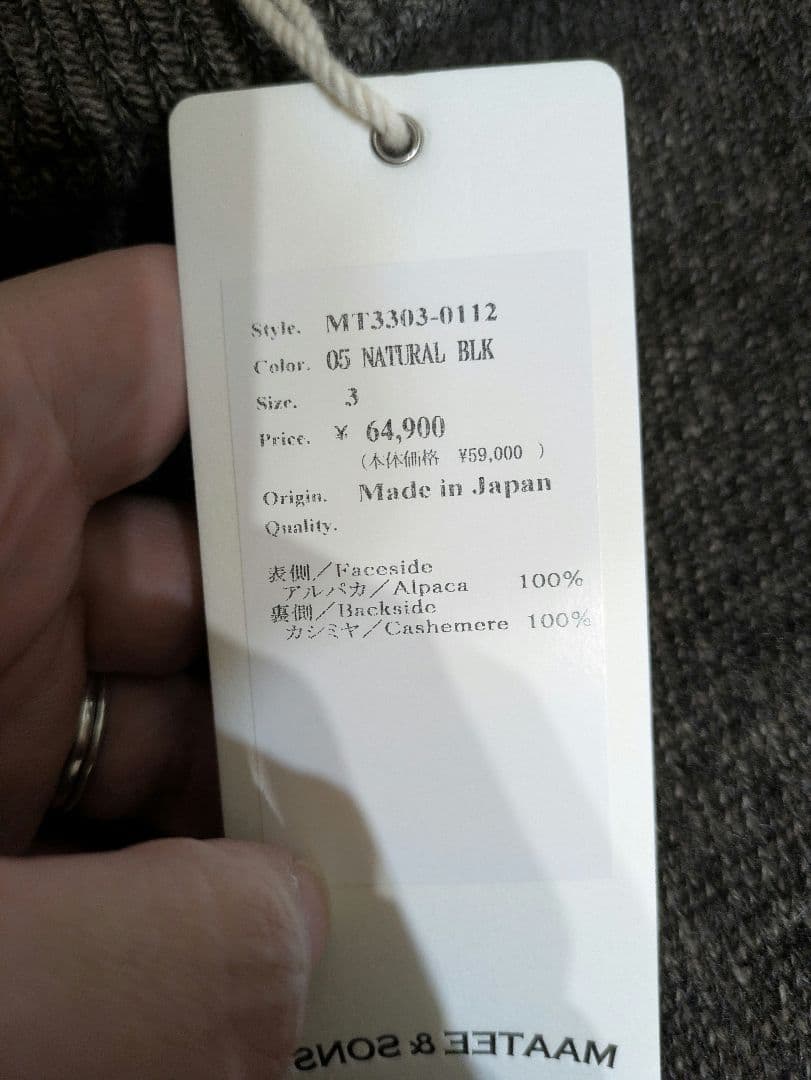 Style. MT3303-0112
Color. 05 NATURAL BLK
Size. 3
Price. ¥ 64,900
(本体価格 ¥59,000 )
Origin. Made in Japan
Quality.
表側/Faceside
アルパカ/Alpaca 100%
裏側/Backside
カシミヤ/Cashemere 100%
MAATEE & SONS